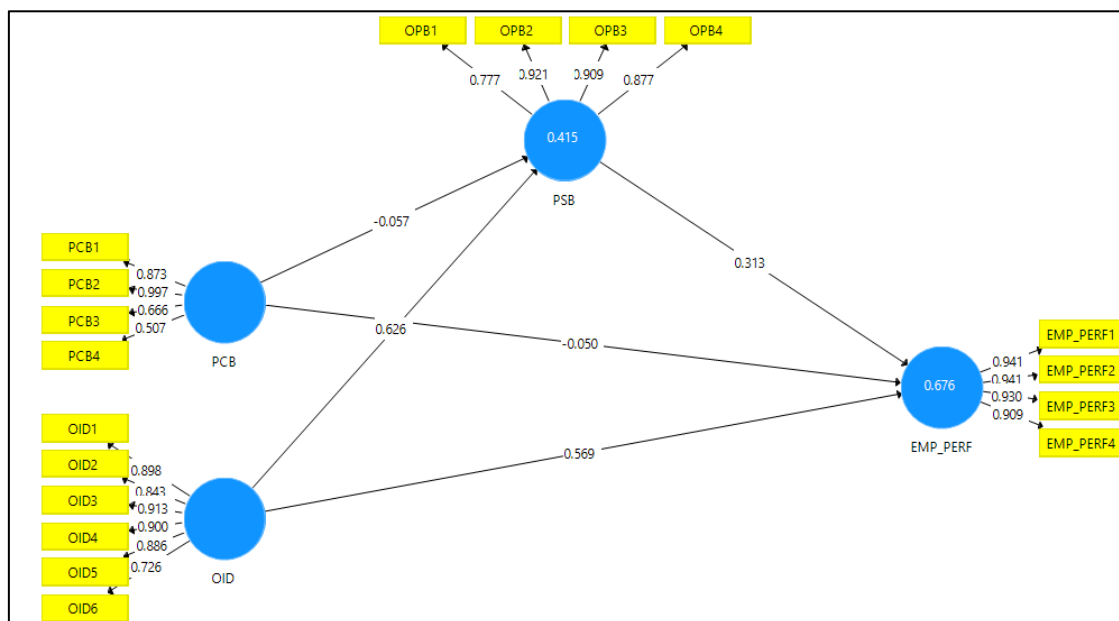 OPB1
OPB2
OPB3
OPB4
0.777
0.921
0.909
0.877
0.415
PSB
-0.057
0.313
PCB1
PCB2
PCB3
PCB4
0.873
0.997
0.666
0.507
PCB
0.626
-0.050
EMP_PERF1
EMP_PERF2
EMP_PERF3
EMP_PERF4
0.941
0.941
0.930
0.909
0.676
EMP_PERF
OID1
OID2
OID3
OID4
OID5
OID6
0.898
0.843
0.913
0.900
0.886
0.726
OID
0.569